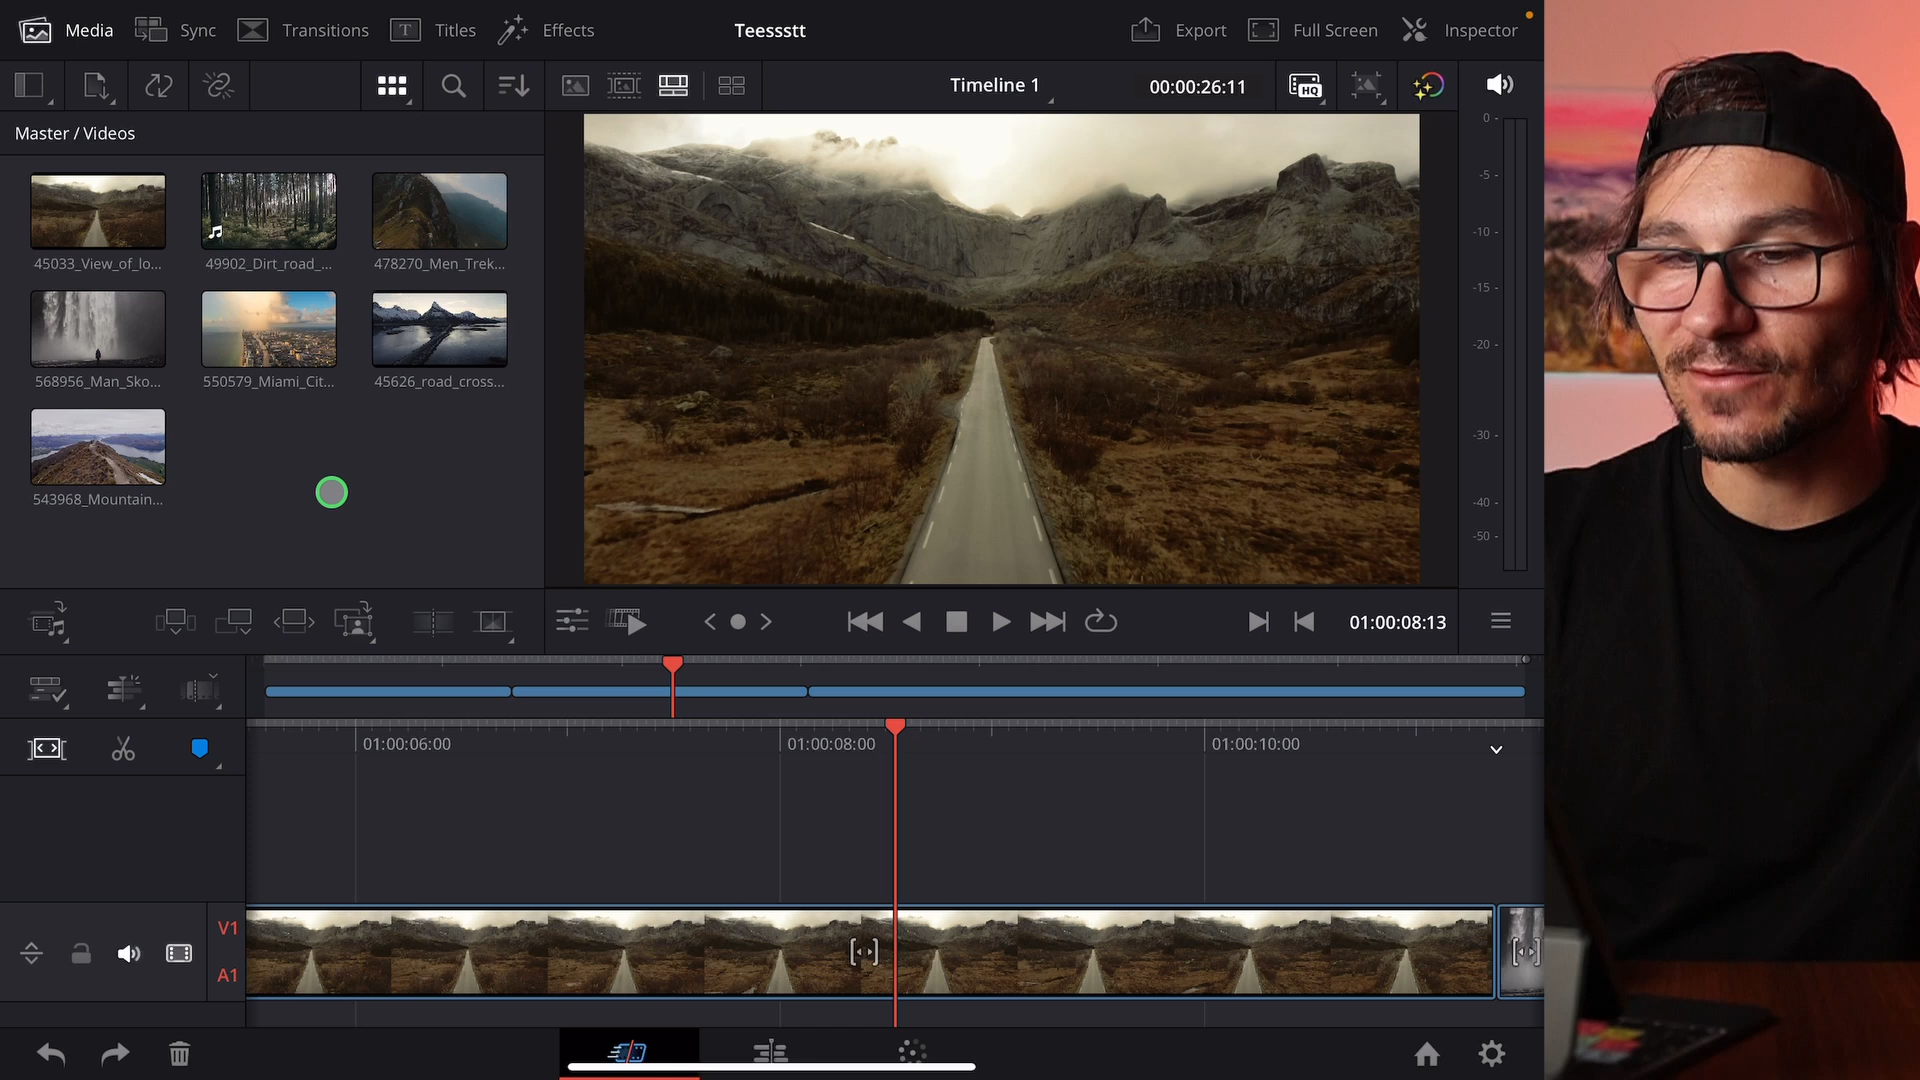 Media
Sync
Transitions
Titles
Effects
Teessstt
Export
Full Screen
Inspector
Timeline 1
00:00:26:11
HQ
Master / Videos
45033_View_of_lo...
49902_Dirt_road_...
478270_Men_Trek...
568956_Man_Sko...
550579_Miami_Cit...
45626_road_cross...
543968_Mountain...
0
-5
-10
-15
-20
-30
-40
-50
01:00:08:13
01:00:06:00
01:00:08:00
01:00:10:00
V1
A1